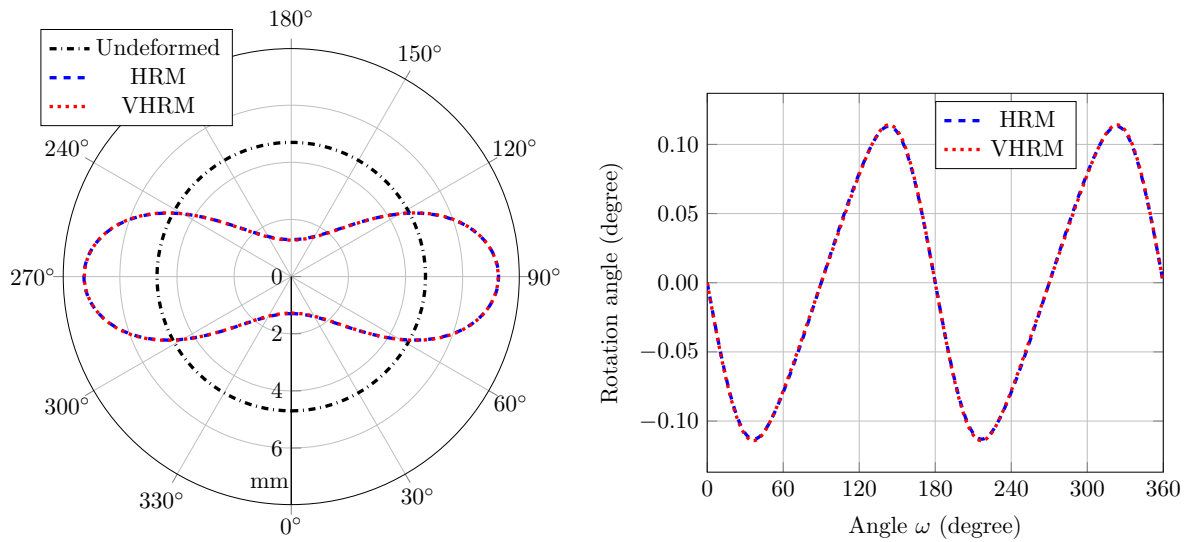 180°
Undeformed
HRM
VHRM
150°
240°
120°
270°
0
90°
2
300°
4
60°
6
mm
330°
30°
0°
HRM
VHRM
Rotation angle (degree)
0.10
0.05
0.00
−0.05
−0.10
0 60 120 180 240 300 360
Angle ω (degree)